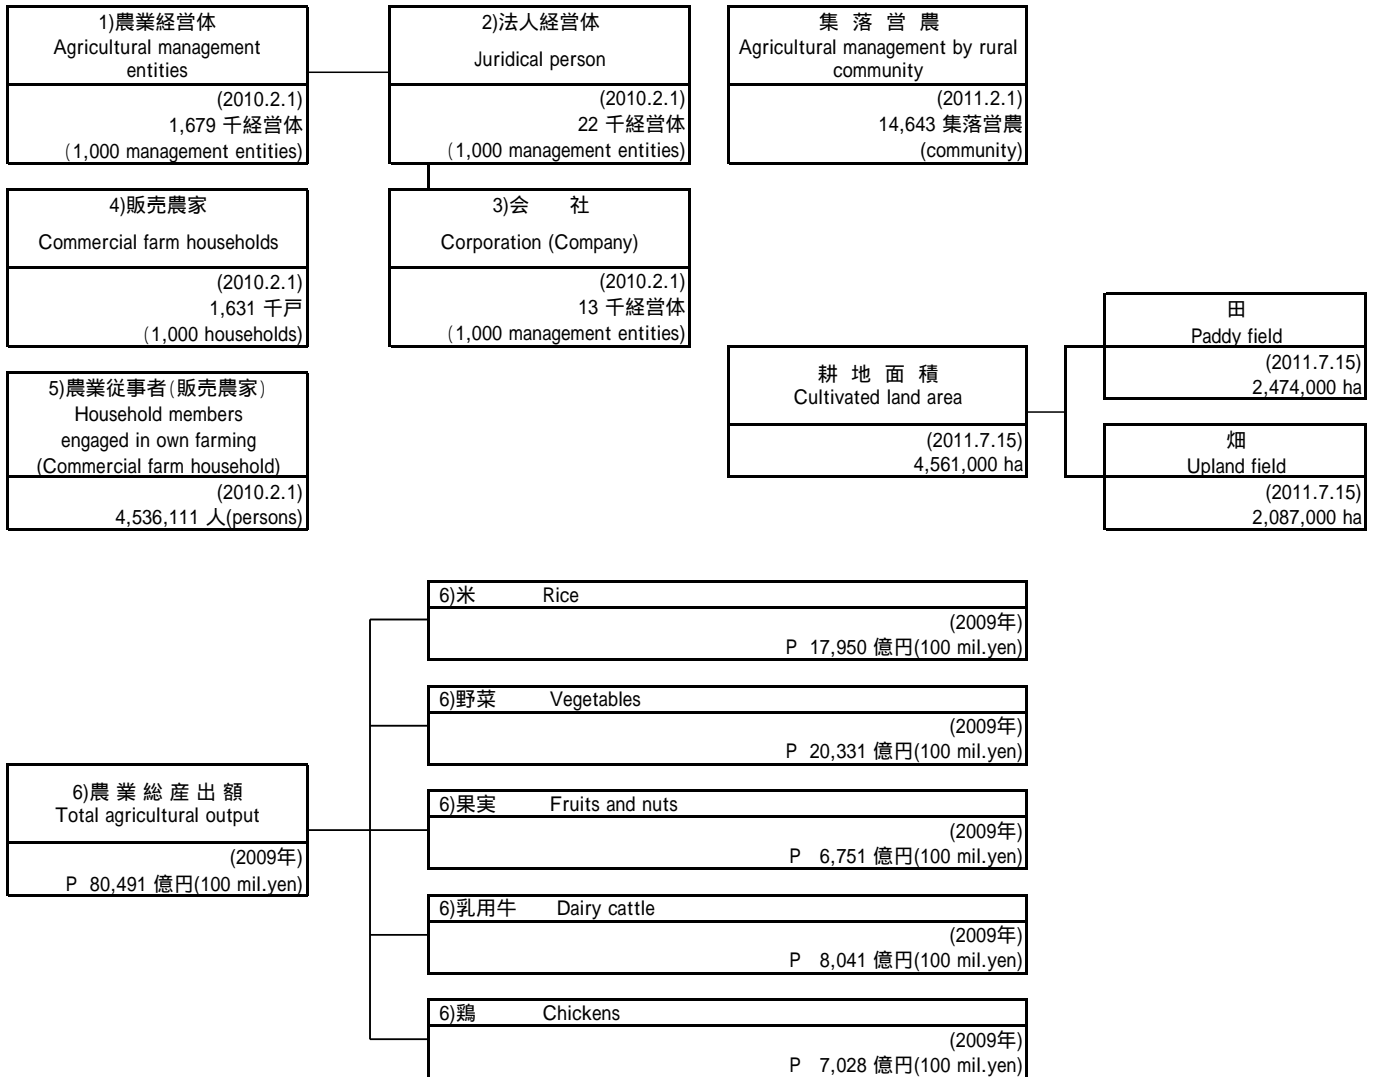 1)農業経営体
Agricultural management
entities
(2010.2.1)
1,679 千経営体
(1,000 management entities)
2)法人経営体
Juridical person
(2010.2.1)
22 千経営体
(1,000 management entities)
集 落 営 農
Agricultural management by rural
community
(2011.2.1)
14,643 集落営農
(community)
4)販売農家
Commercial farm households
(2010.2.1)
1,631 千戸
(1,000 households)
3)会 社
Corporation (Company)
(2010.2.1)
13 千経営体
(1,000 management entities)
5)農業従事者(販売農家)
Household members
engaged in own farming
(Commercial farm household)
(2010.2.1)
4,536,111 人(persons)
耕 地 面 積
Cultivated land area
(2011.7.15)
4,561,000 ha
田
Paddy field
(2011.7.15)
2,474,000 ha
畑
Upland field
(2011.7.15)
2,087,000 ha
6)農 業 総 産 出 額
Total agricultural output
(2009年)
P 80,491 億円(100 mil.yen)
6)米 Rice
(2009年)
P 17,950 億円(100 mil.yen)
6)野菜 Vegetables
(2009年)
P 20,331 億円(100 mil.yen)
6)果実 Fruits and nuts
(2009年)
P 6,751 億円(100 mil.yen)
6)乳用牛 Dairy cattle
(2009年)
P 8,041 億円(100 mil.yen)
6)鶏 Chickens
(2009年)
P 7,028 億円(100 mil.yen)